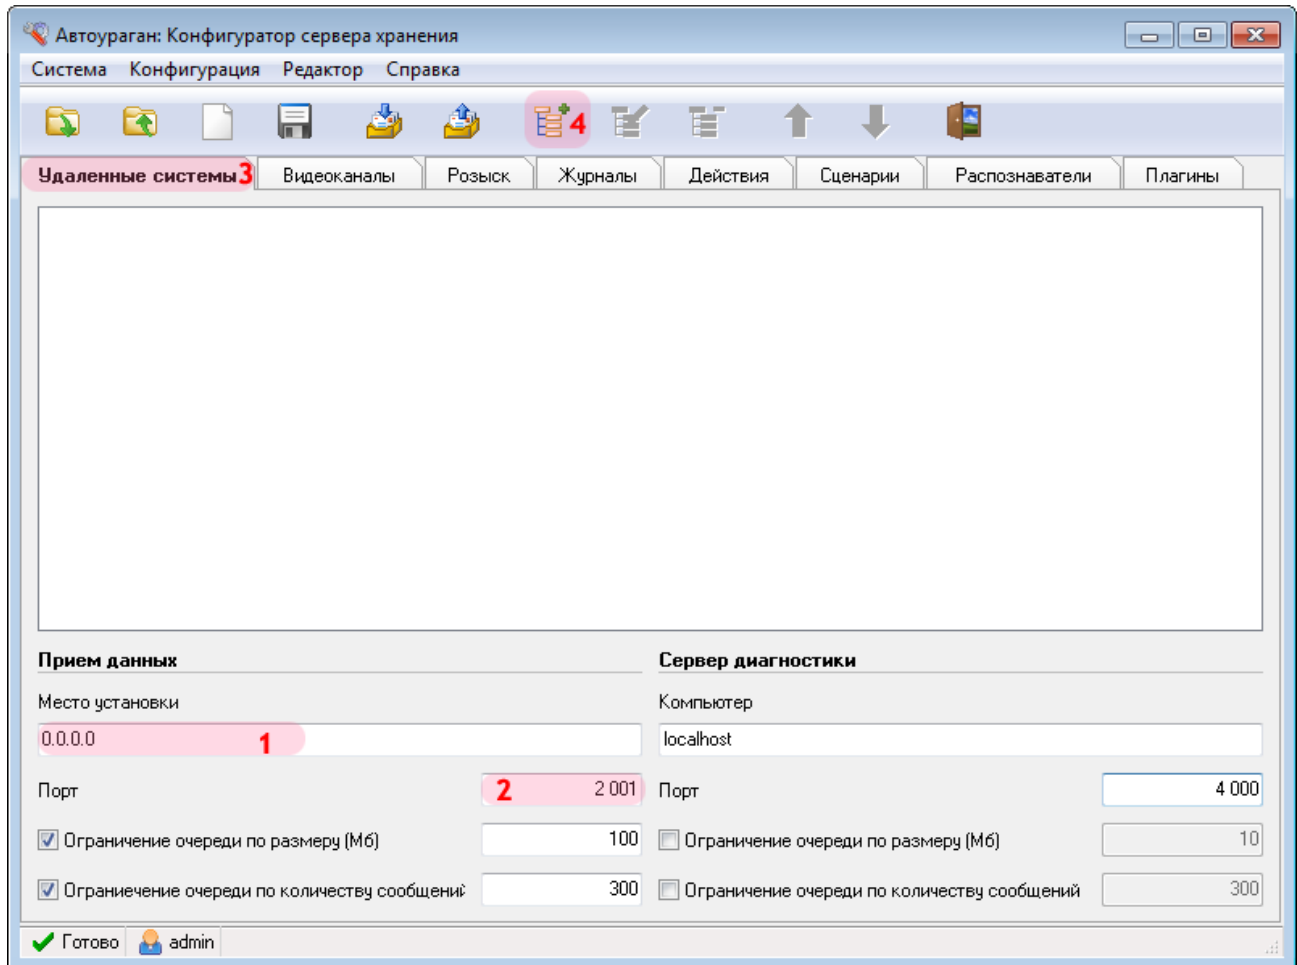 Автоураган: Конфигуратор сервера хранения
Система Конфигурация Редактор Справка
4
Удаленные системы 3 Видеоканалы Розыск Журналы Действия Сценарии Распознаватели Плагины
Прием данных Сервер диагностики
Место установки Компьютер
0.0.0.0 1 localhost
Порт 2 2 001 Порт 4 000
Ограничение очереди по размеру (Мб) 100 Ограничение очереди по размеру (Мб) 10
Ограниечение очереди по количеству сообщений 300 Ограничение очереди по количеству сообщений 300
Готово admin